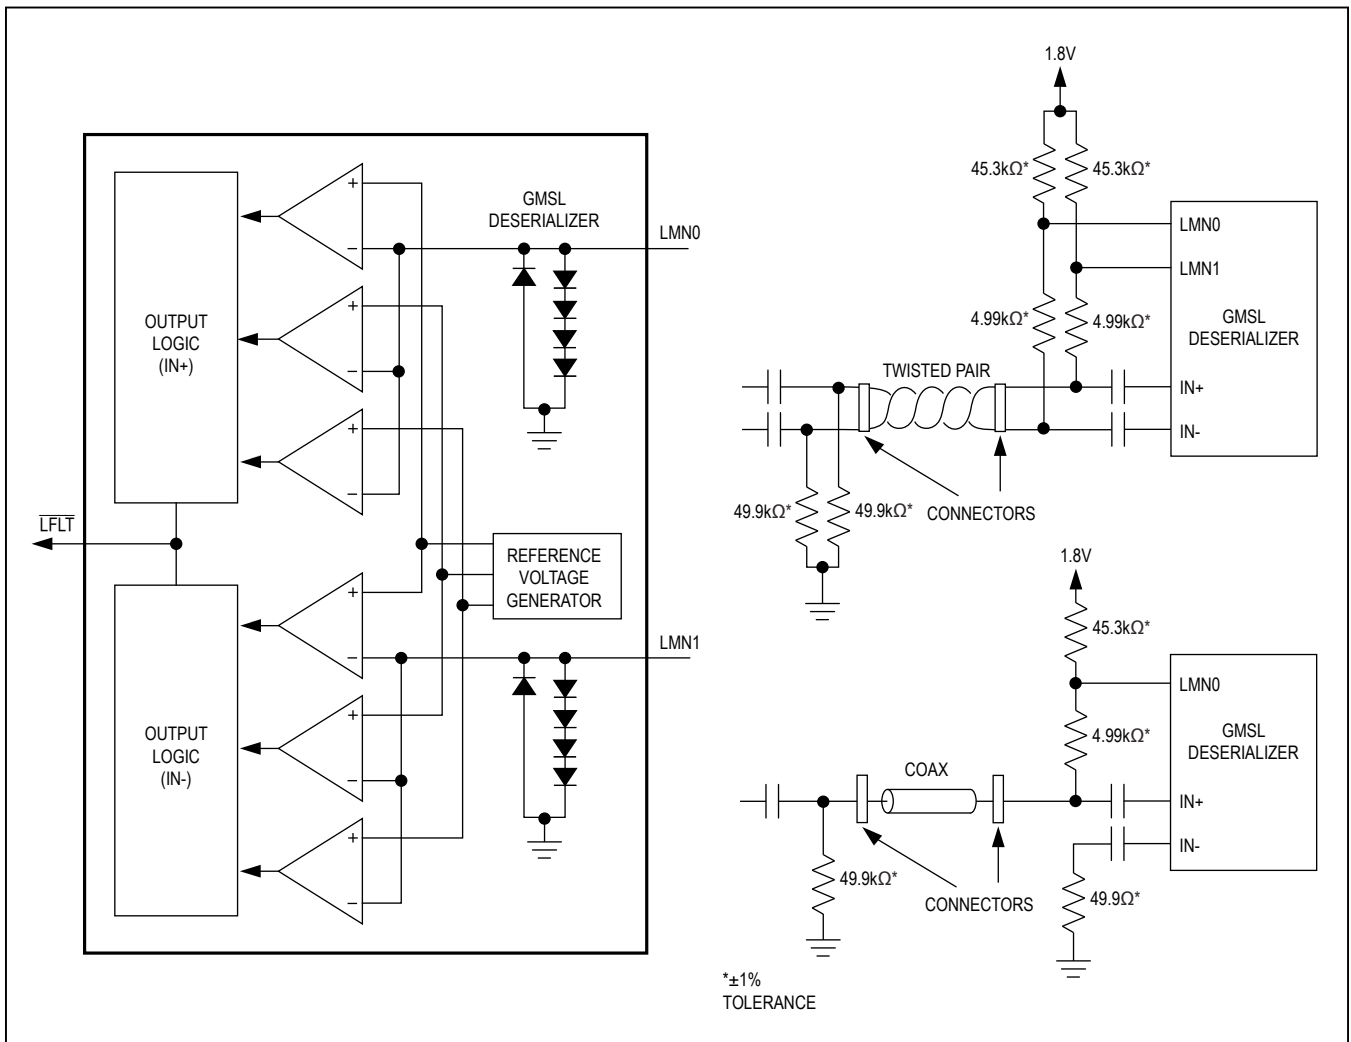 GMSL
DESERIALIZER
LMN0
+
−
+
−
+
−
OUTPUT
LOGIC
(IN+)
LFLT
REFERENCE
VOLTAGE
GENERATOR
LMN1
+
−
+
−
+
−
OUTPUT
LOGIC
(IN-)
1.8V
45.3kΩ*
45.3kΩ*
LMN0
LMN1
4.99kΩ*
4.99kΩ*
GMSL
DESERIALIZER
TWISTED PAIR
IN+
IN-
49.9kΩ*
49.9kΩ*
CONNECTORS
1.8V
45.3kΩ*
LMN0
4.99kΩ*
GMSL
DESERIALIZER
COAX
IN+
IN-
49.9kΩ*
CONNECTORS
49.9Ω*
*±1%
TOLERANCE